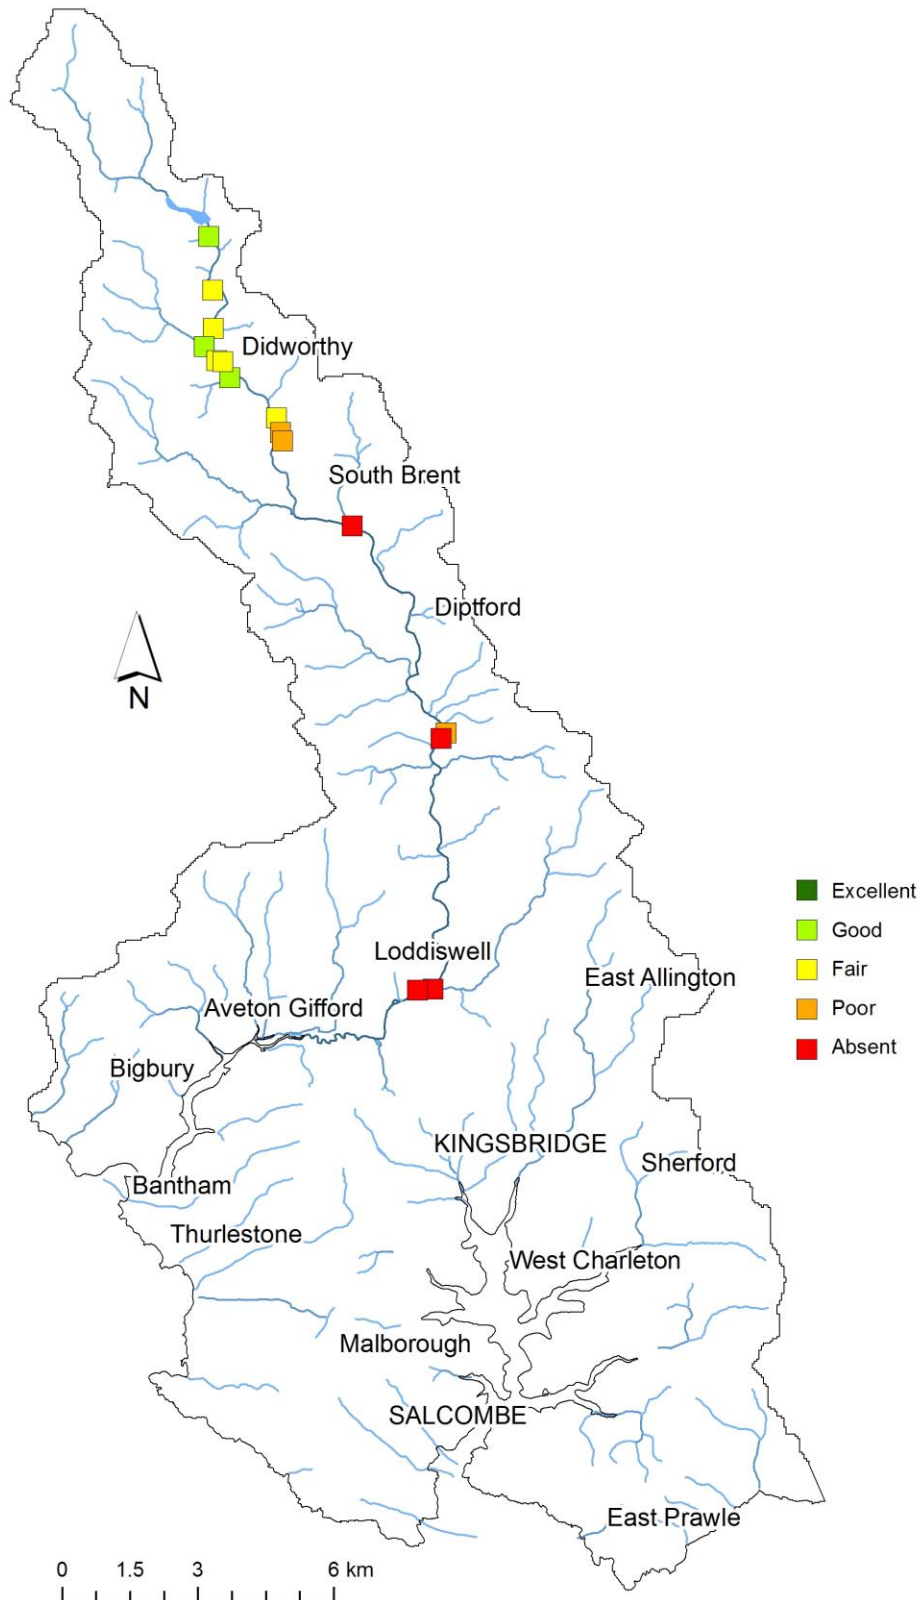 Didworthy
South Brent
Diptford
N
Excellent
Good
Fair
Poor
Absent
Loddiswell
East Allington
Aveton Gifford
Bigbury
KINGSBRIDGE
Sherford
Bantham
Thurlestone
West Charleton
Malborough
SALCOMBE
East Prawle
0 1.5 3 6 km